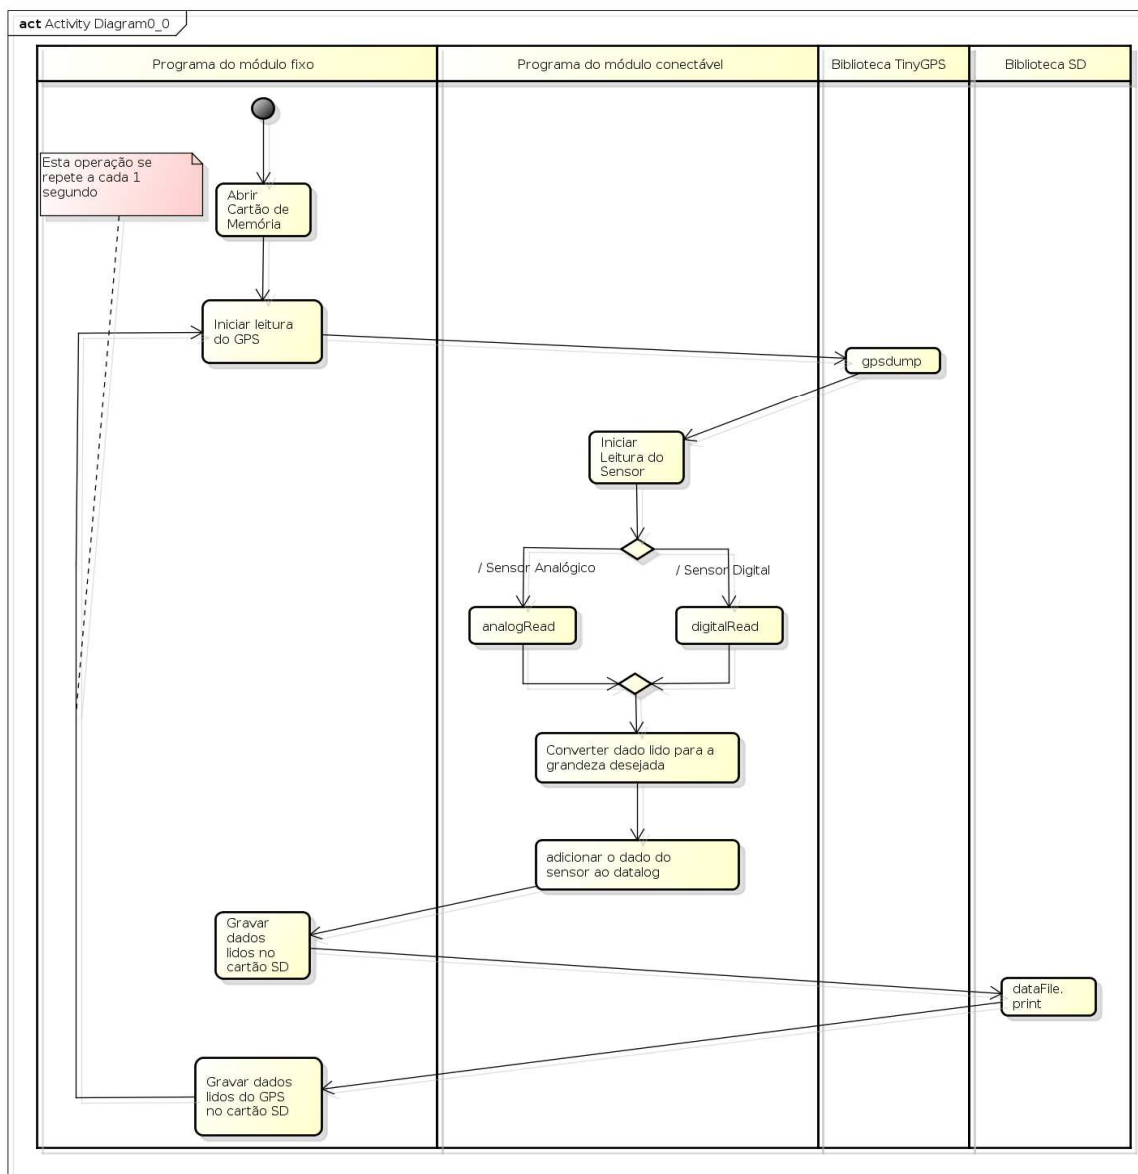 act Activity Diagram0_0
Programa do módulo fixo
Programa do módulo conectável
Biblioteca TinyGPS
Biblioteca SD
Esta operação se
repete a cada 1
segundo
Abrir
Cartão de
Memória
Iniciar leitura
do GPS
gpsdump
Iniciar
Leitura do
Sensor
/ Sensor Analógico
/ Sensor Digital
analogRead
digitalRead
Converter dado lido para a
grandeza desejada
adicionar o dado do
sensor ao datalog
Gravar
dados
lidos no
cartão SD
dataFile.
print
Gravar dados
lidos do GPS
no cartão SD